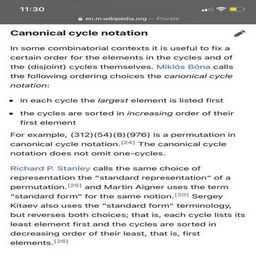 11:30
en.m.wikipedia.org — Private
Canonical cycle notation
In some combinatorial contexts it is useful to fix a
certain order for the elements in the cycles and of
the (disjoint) cycles themselves. Miklós Bóna calls
the following ordering choices the canonical cycle
notation:
• in each cycle the largest element is listed first
• the cycles are sorted in increasing order of their
first element
For example, (312)(54)(8)(976) is a permutation in
canonical cycle notation.[24] The canonical cycle
notation does not omit one-cycles.
Richard P. Stanley calls the same choice of
representation the "standard representation" of a
permutation.[25] and Martin Aigner uses the term
"standard form" for the same notion.[20] Sergey
Kitaev also uses the "standard form" terminology,
but reverses both choices; that is, each cycle lists its
least element first and the cycles are sorted in
decreasing order of their least, that is, first
elements.[26]